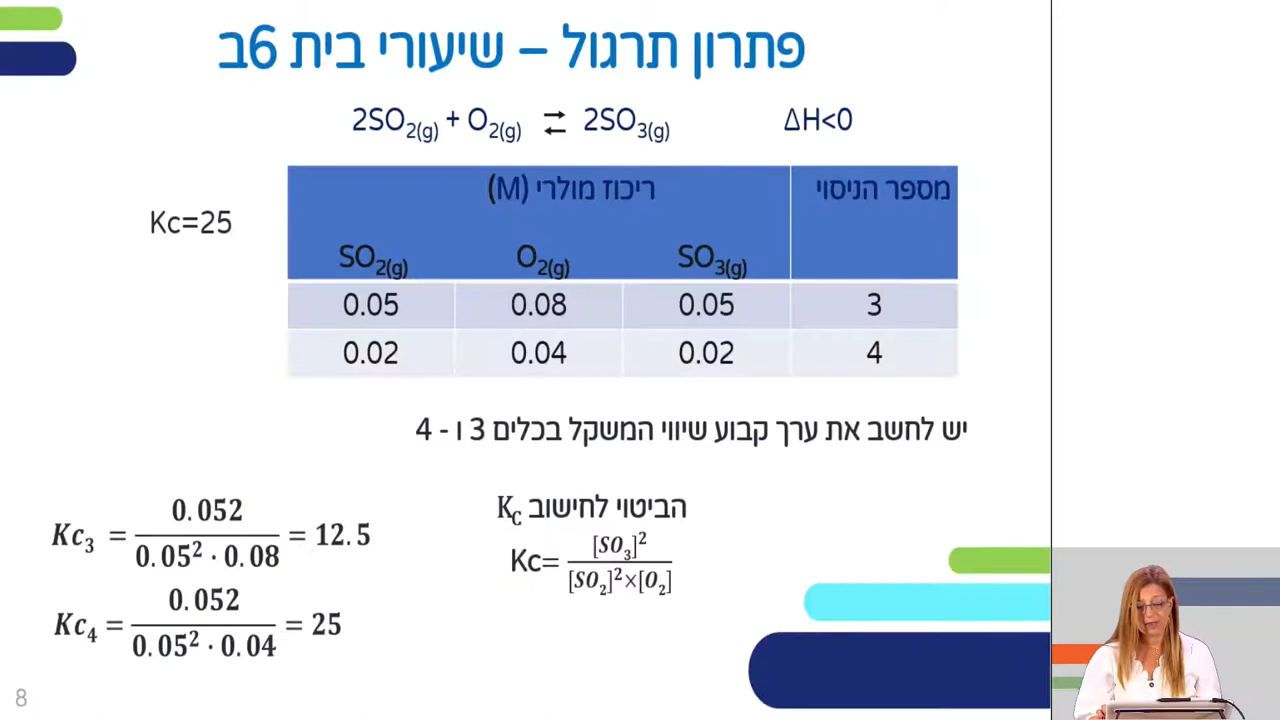 פתרון תרגול – שיעורי בית 6ב
2SO2(g) + O2(g) ⇄ 2SO3(g) ΔH<0
Kc=25
ריכוז מולרי (M) מספר הניסוי
SO2(g) O2(g) SO3(g)
0.05 0.08 0.05 3
0.02 0.04 0.02 4
יש לחשב את ערך קבוע שיווי המשקל בכלים 3 ו - 4
הביטוי לחישוב KC
Kc= [SO3]² / [SO2]²×[O2]
Kc3 = 0.052 / 0.05² · 0.08 = 12.5
Kc4 = 0.052 / 0.05² · 0.04 = 25
8